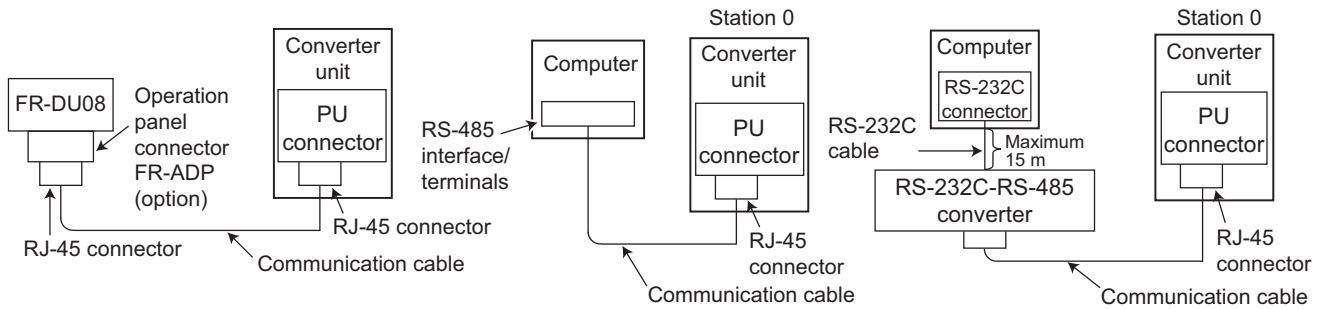 FR-DU08
Operation
panel
connector
FR-ADP
(option)
Converter
unit
PU
connector
RJ-45 connector
RJ-45 connector
Communication cable
Station 0
Computer
Converter
unit
PU
connector
RS-485
interface/
terminals
RJ-45
connector
Communication cable
Station 0
Computer
RS-232C
connector
Converter
unit
PU
connector
RS-232C
cable
Maximum
15 m
RS-232C-RS-485
converter
RJ-45
connector
Communication cable